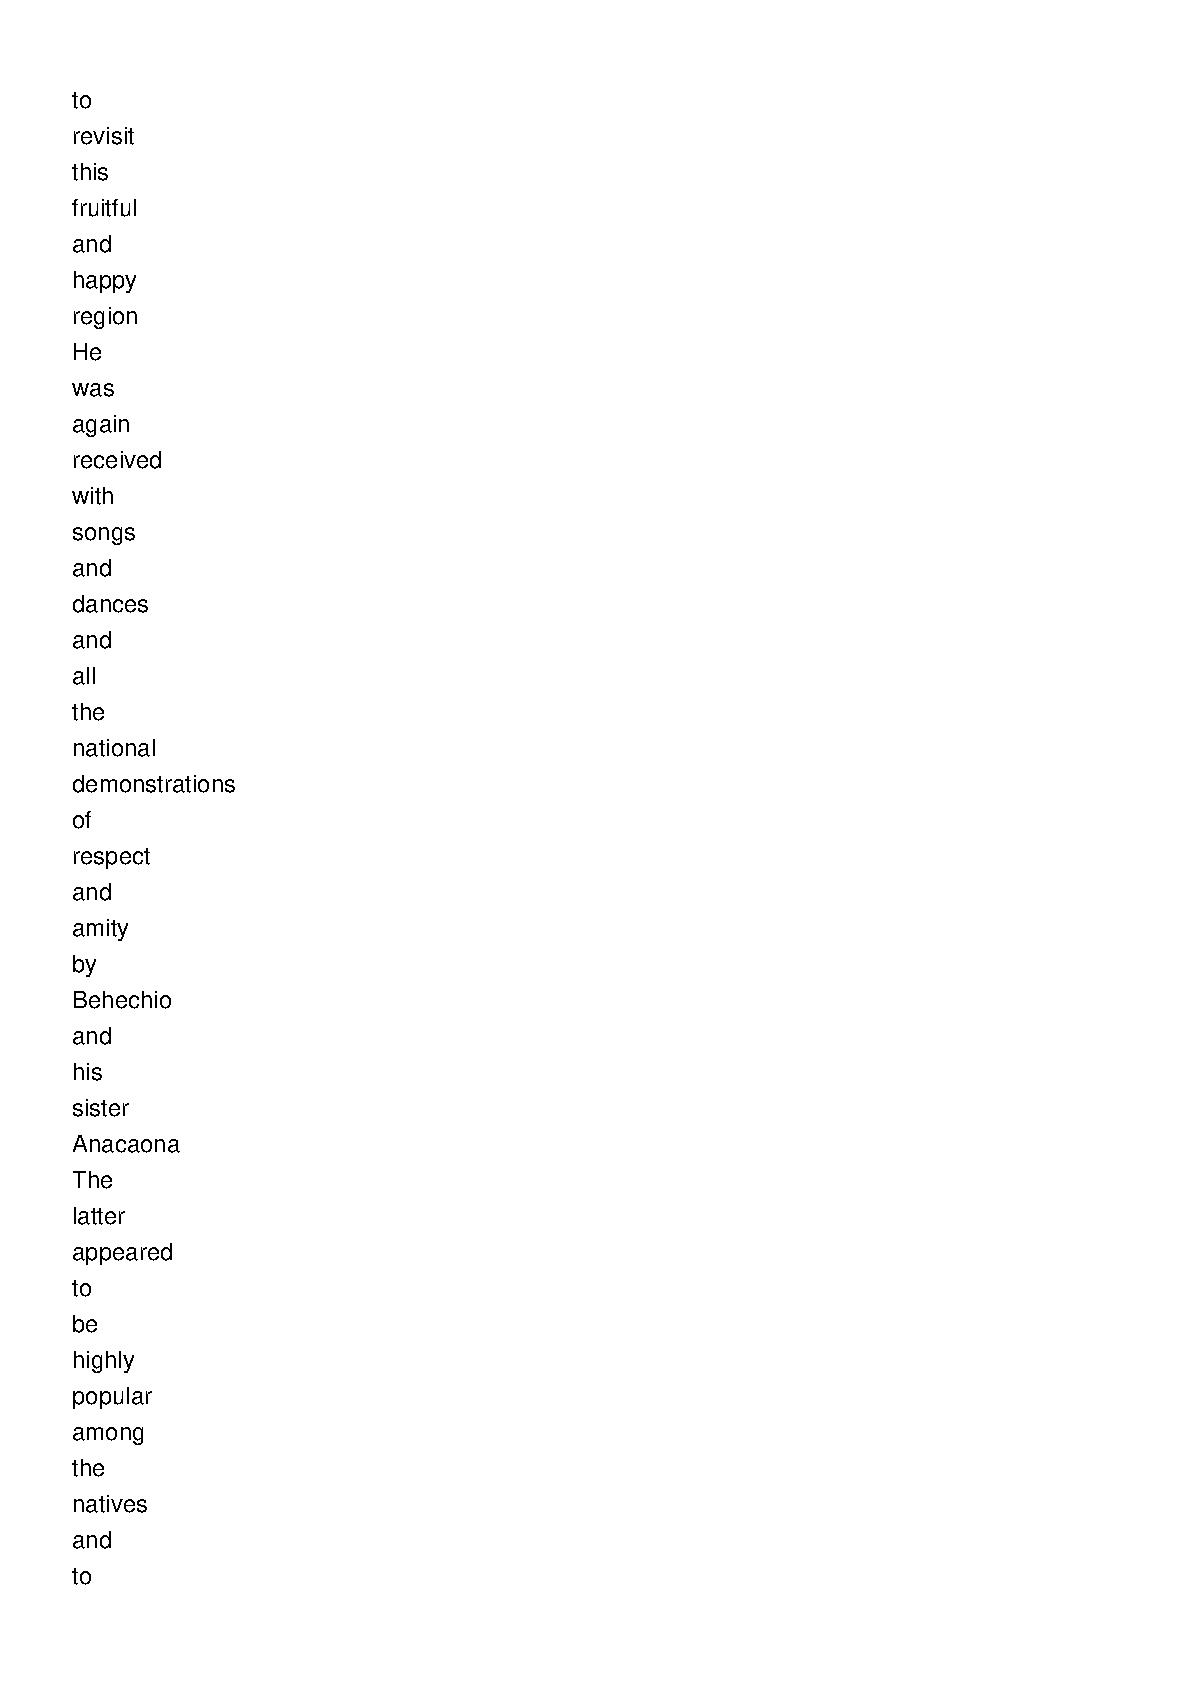 to
revisit
this
fruitful
and
happy
region
He
was
again
received
with
songs
and
dances
and
all
the
national
demonstrations
of
respect
and
amity
by
Behechio
and
his
sister
Anacaona
The
latter
appeared
to
be
highly
popular
among
the
natives
and
to